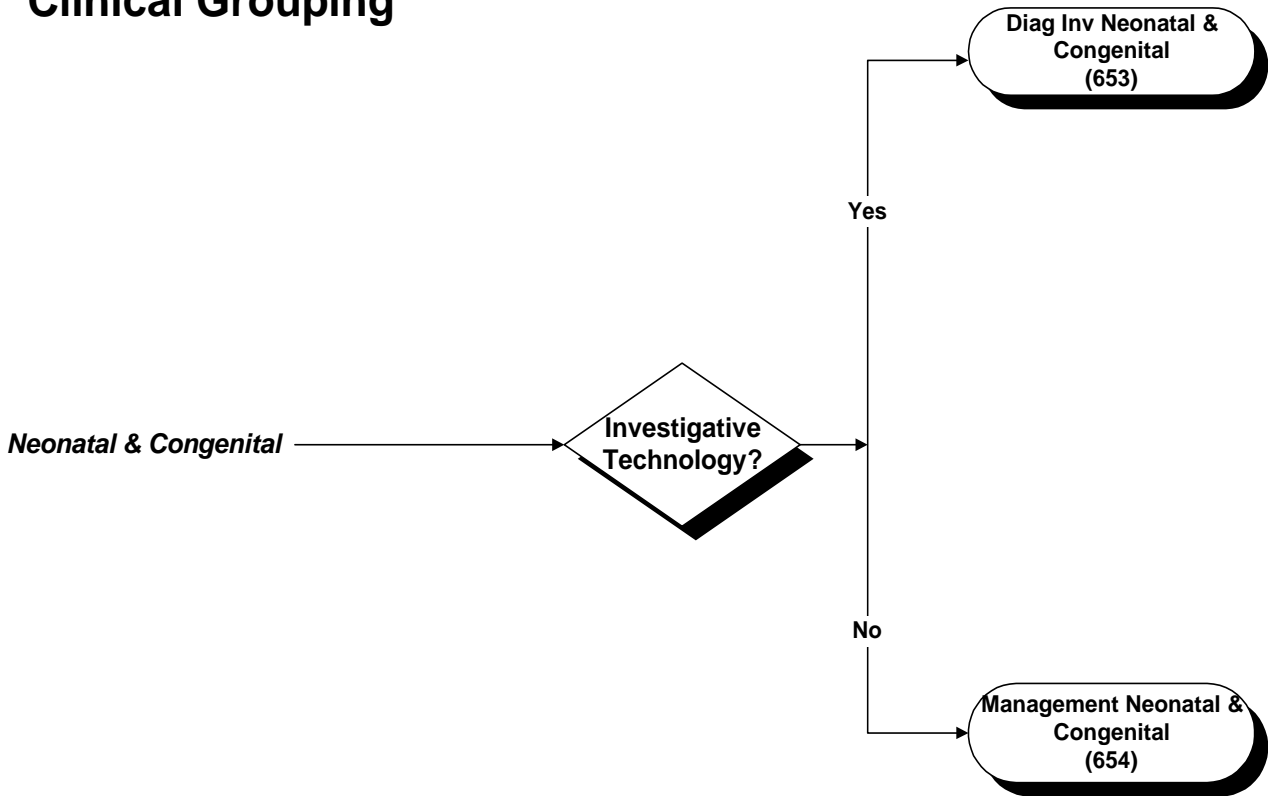 Clinical Grouping
Diag Inv Neonatal &
Congenital
(653)
Yes
Neonatal & Congenital
Investigative
Technology?
No
Management Neonatal &
Congenital
(654)